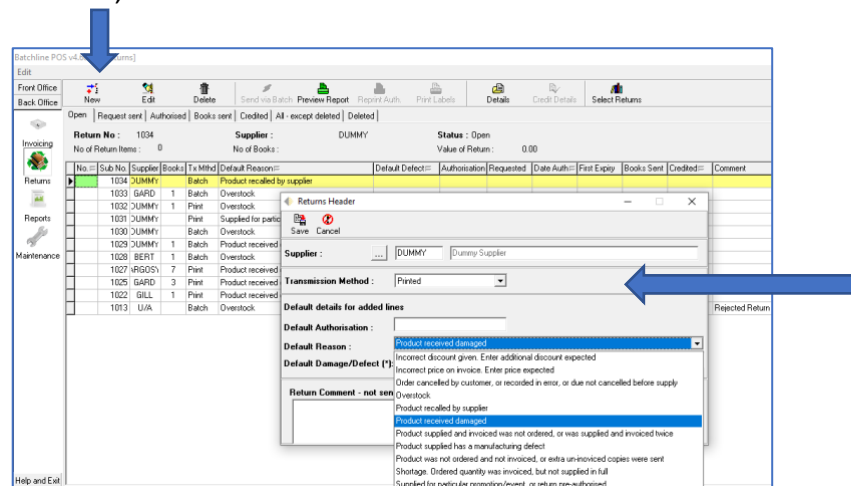 Batchline POS v4.
rns]
Edit
Front Office
Back Office
New
Edit
Delete
Send via Batch
Preview Report
Reprint Auth.
Print Labels
Details
Credit Details
Select Returns
Open Request sent Authorised Books sent Credited All - except deleted Deleted
Return No : 1034 Supplier : DUMMY Status : Open
No of Return Items : 0 No of Books : Value of Return : 0.00
No. Sub No. Supplier Books Tx Mthd Default Reason Default Defect Authorisation Requested Date Auth First Expiry Books Sent Credited Comment
1034 DUMMY Batch Product recalled by supplier
1033 GARD 1 Batch Overstock
1032 DUMMY 1 Print Overstock
1031 DUMMY Print Supplied for partic
1030 DUMMY Batch Overstock
1029 DUMMY 1 Batch Product received
1028 BERT 1 Batch Overstock
1027 ARGOSY 7 Print Product received
1025 GARD 3 Print Product received
1022 GILL 1 Print Product received
1013 U/A Batch Overstock Rejected Return
Invoicing
Returns
Reports
Maintenance
Help and Exit
Returns Header
Save Cancel
Supplier : ... DUMMY Dummy Supplier
Transmission Method : Printed
Default details for added lines
Default Authorisation :
Default Reason : Product received damaged
Default Damage/Defect (*):
Return Comment - not sen
Incorrect discount given. Enter additional discount expected
Incorrect price on invoice. Enter price expected
Order cancelled by customer, or recorded in error, or due not cancelled before supply
Overstock
Product recalled by supplier
Product received damaged
Product supplied and invoiced was not ordered, or was supplied and invoiced twice
Product supplied has a manufacturing defect
Product was not ordered and not invoiced, or extra un-inoviced copies were sent
Shortage. Ordered quantity was invoiced, but not supplied in full
Supplied for particular promotion/event, or return pre-authorised